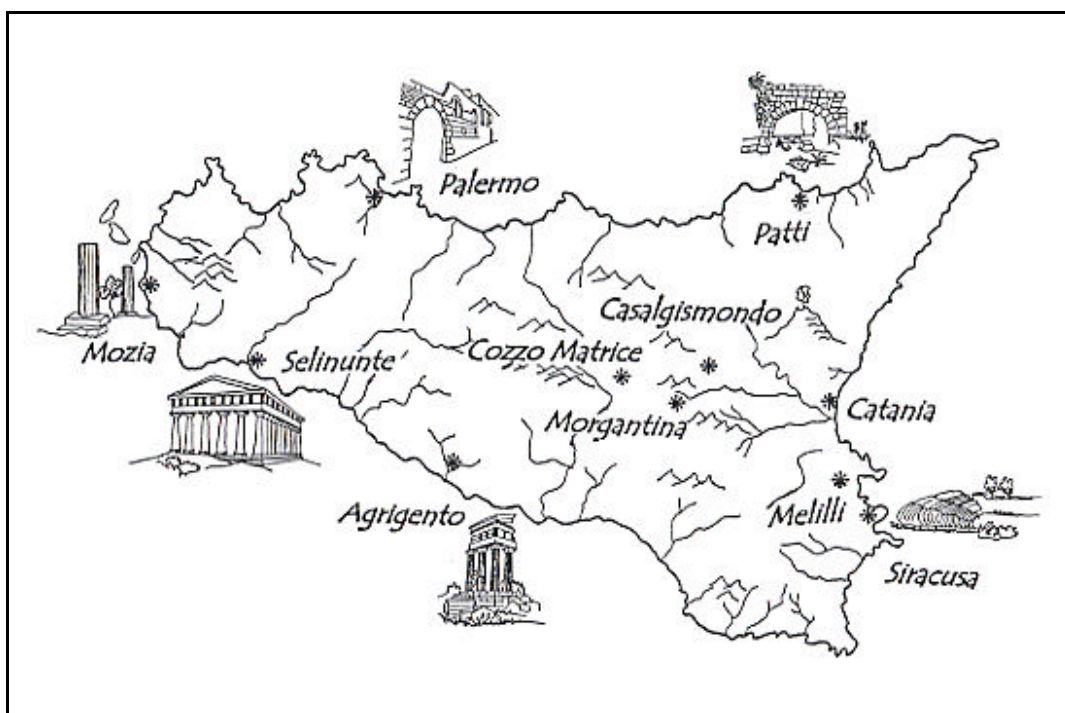 Palermo
Patti
Casalgismondo
Mozia
Selinunte
Cozzo Matrice
Morgantina
Catania
Agrigento
Melilli
Siracusa